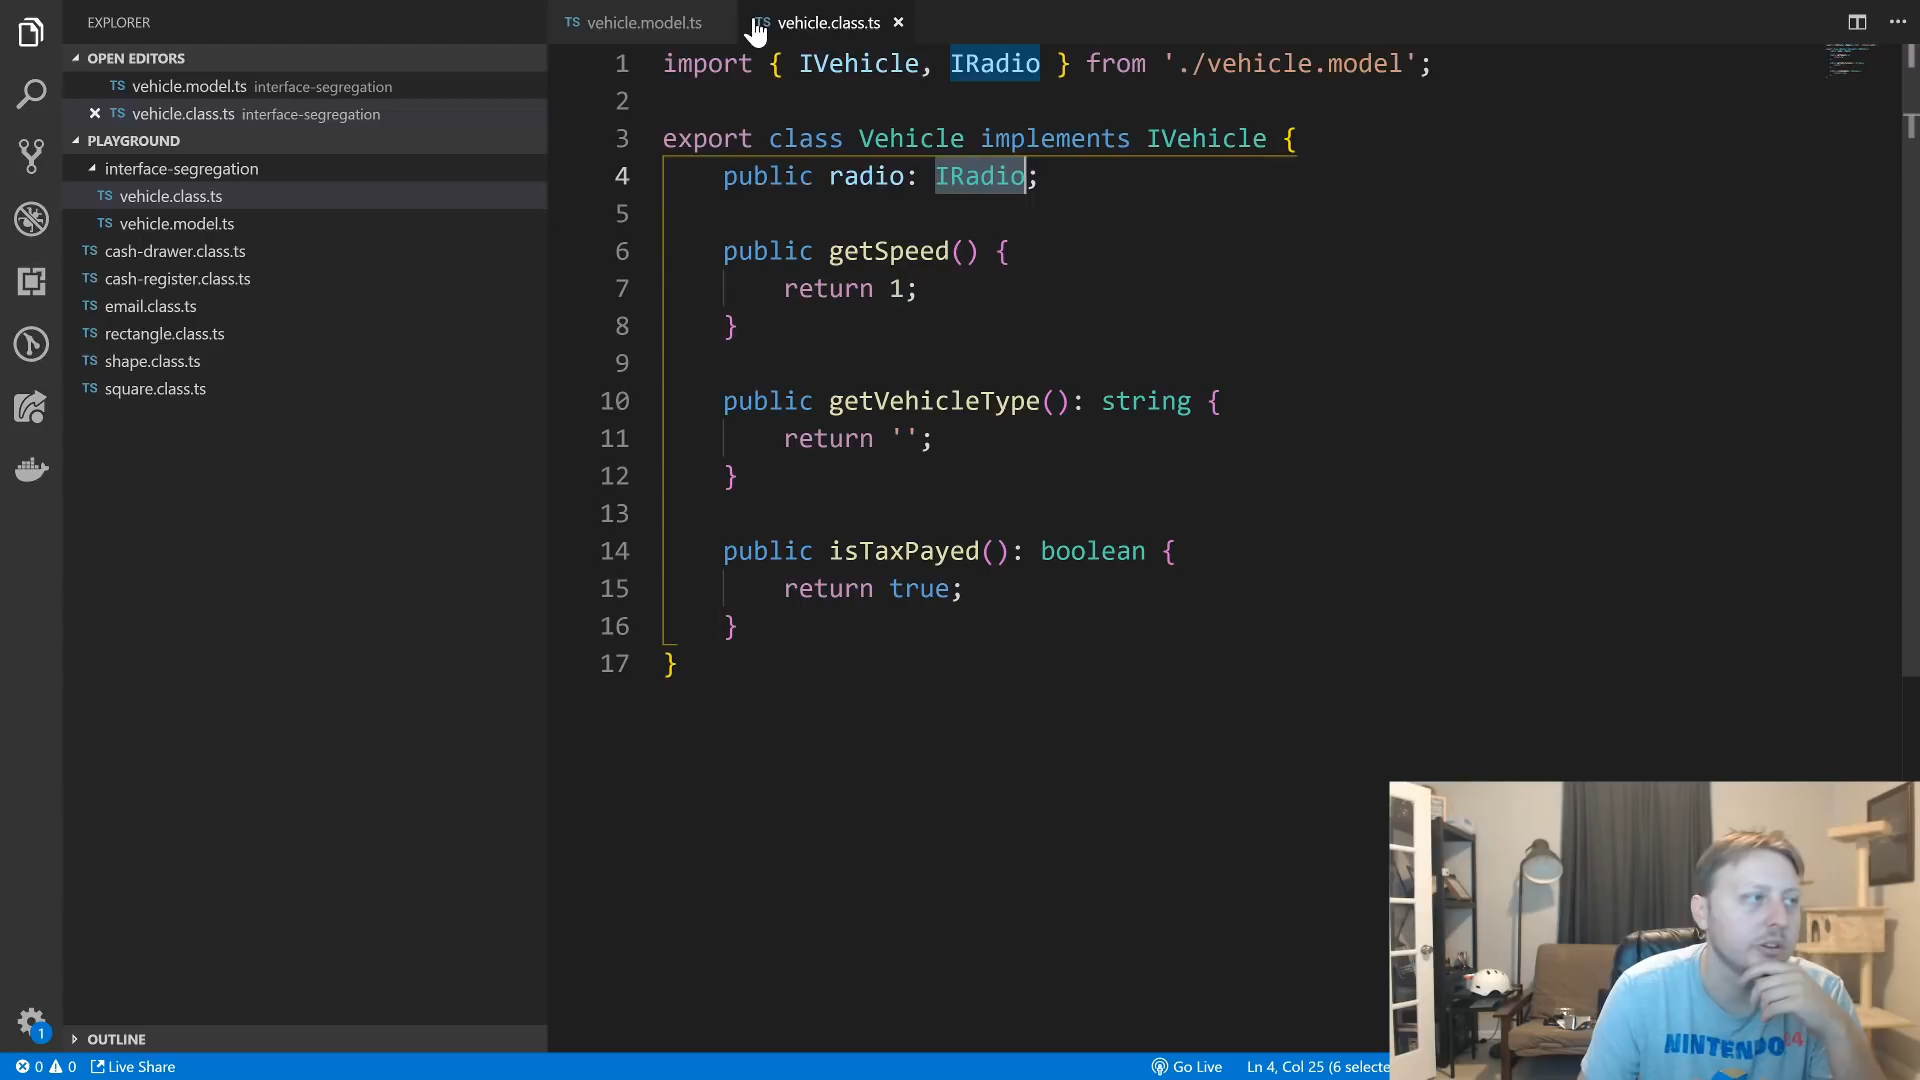 EXPLORER
OPEN EDITORS
TS vehicle.model.ts interface-segregation
TS vehicle.class.ts interface-segregation
PLAYGROUND
interface-segregation
TS vehicle.class.ts
TS vehicle.model.ts
TS cash-drawer.class.ts
TS cash-register.class.ts
TS email.class.ts
TS rectangle.class.ts
TS shape.class.ts
TS square.class.ts
OUTLINE
1
TS vehicle.model.ts
TS vehicle.class.ts
1 import { IVehicle, IRadio } from './vehicle.model';
2
3 export class Vehicle implements IVehicle {
4 public radio: IRadio;
5
6 public getSpeed() {
7 return 1;
8 }
9
10 public getVehicleType(): string {
11 return '';
12 }
13
14 public isTaxPayed(): boolean {
15 return true;
16 }
17 }
NINTENDO 64
0 0 Live Share
Go Live Ln 4, Col 25 (6 selecte